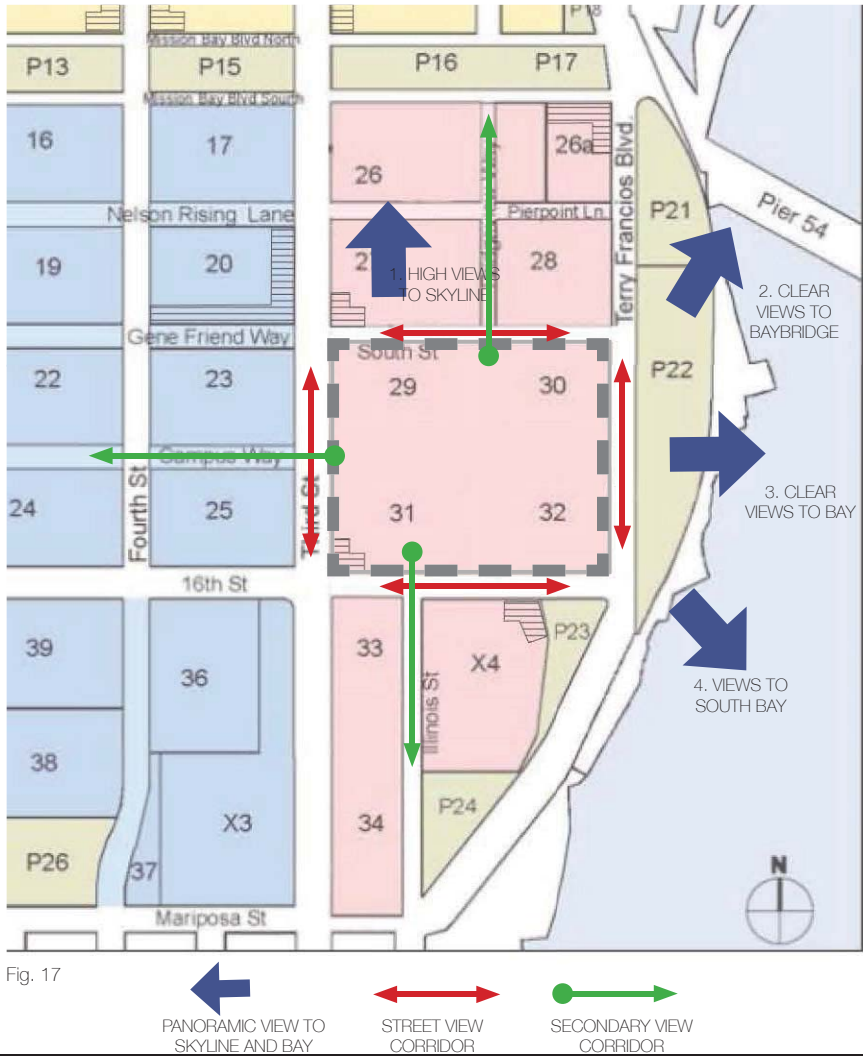 P18
Mission Bay Blvd North
P13
P15
P16
P17
Mission Bay Blvd South
16
17
26
26a
Nelson Rising Lane
Pierpoint Ln.
Terry Francios Blvd.
P21
Pier 54
19
20
28
1. HIGH VIEWS
TO SKYLINE
2. CLEAR
VIEWS TO
BAYBRIDGE
Gene Friend Way
South St
22
23
29
30
P22
Campus Way
Fourth St
Third St
3. CLEAR
VIEWS TO BAY
24
25
31
32
16th St
39
36
33
X4
P23
Illinois St
4. VIEWS TO
SOUTH BAY
38
X3
34
P24
P26
37
N
Mariposa St
Fig. 17
PANORAMIC VIEW TO
SKYLINE AND BAY
STREET VIEW
CORRIDOR
SECONDARY VIEW
CORRIDOR